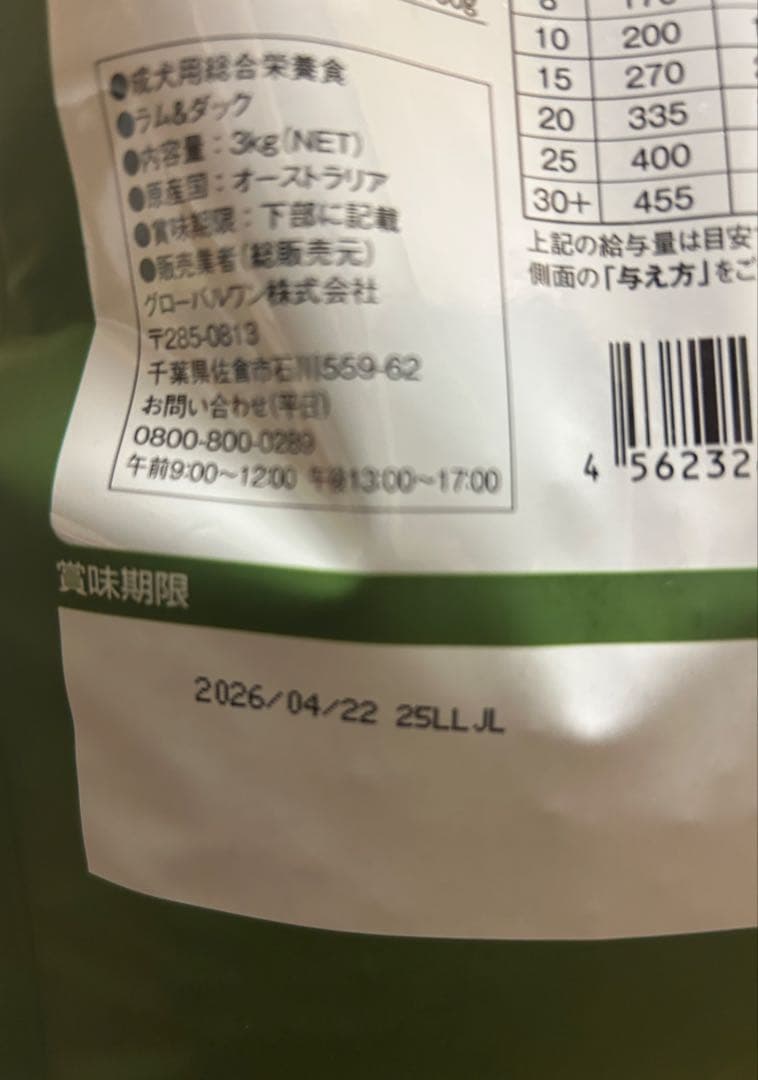 ●成犬用総合栄養食
●ラム&ダック
●内容量：3kg(NET)
●原産国：オーストラリア
●賞味期限：下部に記載
●販売業者(総販売元)
グローバルワン株式会社
〒285-0813
千葉県佐倉市石川559-62
お問い合わせ(平日)
0800-800-0289
午前9:00〜12:00 午後13:00〜17:00
10 200
15 270
20 335
25 400
30+ 455
上記の給与量は目安
側面の「与え方」をご
4 56232
賞味期限
2026/04/22 25LLJL